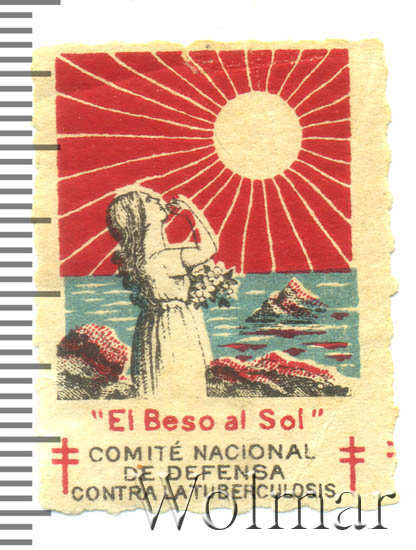 "El Beso al Sol"
COMITÉ NACIONAL
DE DEFENSA
CONTRA LA TUBERCULOSIS
Wolmar